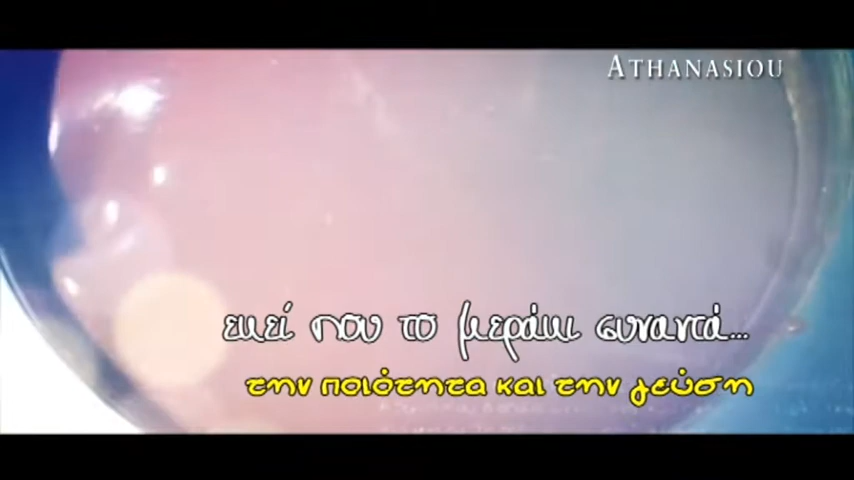 ATHANASIOU
εκεί που το μεράκι συναντά...
την ποιότητα και την γεύση